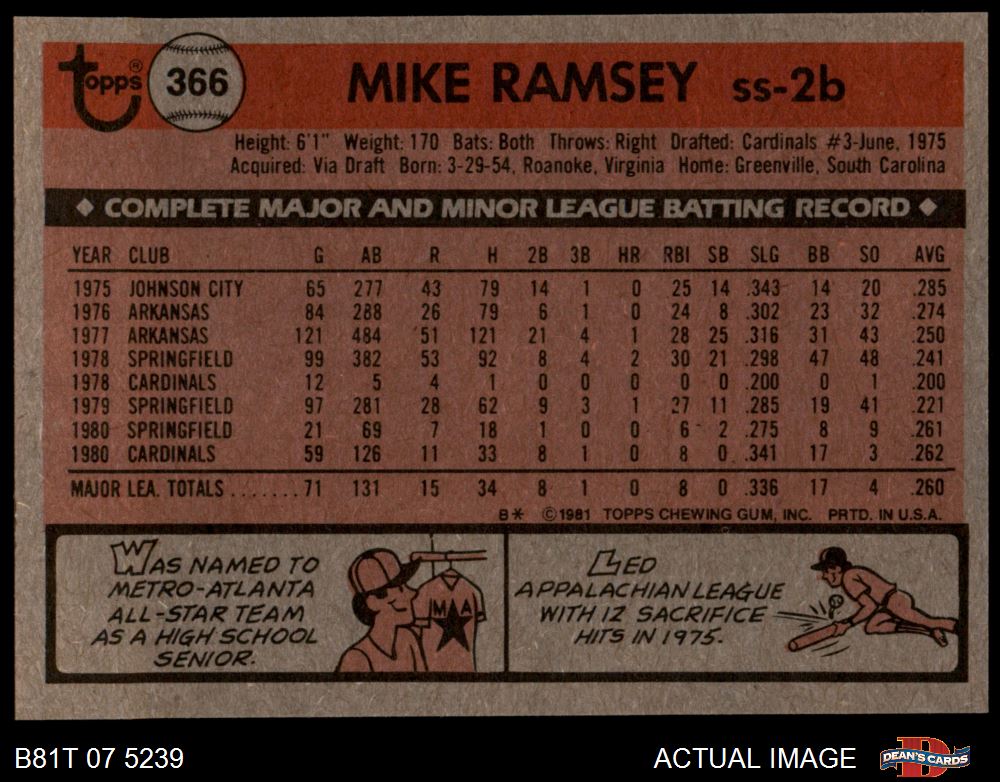 topps®
366
MIKE RAMSEY ss-2b
Height: 6'1" Weight: 170 Bats: Both Throws: Right Drafted: Cardinals #3-June, 1975
Acquired: Via Draft Born: 3-29-54, Roanoke, Virginia Home: Greenville, South Carolina
◆ COMPLETE MAJOR AND MINOR LEAGUE BATTING RECORD ◆
YEAR CLUB G AB R H 2B 3B HR RBI SB SLG BB SO AVG
1975 JOHNSON CITY 65 277 43 79 14 1 0 25 14 .343 14 20 .285
1976 ARKANSAS 84 288 26 79 6 1 0 24 8 .302 23 32 .274
1977 ARKANSAS 121 484 51 121 21 4 1 28 25 .316 31 43 .250
1978 SPRINGFIELD 99 382 53 92 8 4 2 30 21 .298 47 48 .241
1978 CARDINALS 12 5 4 1 0 0 0 0 0 .200 0 1 .200
1979 SPRINGFIELD 97 281 28 62 9 3 1 27 11 .285 19 41 .221
1980 SPRINGFIELD 21 69 7 18 1 0 0 6 2 .275 8 9 .261
1980 CARDINALS 59 126 11 33 8 1 0 8 0 .341 17 3 .262
MAJOR LEA. TOTALS.......71 131 15 34 8 1 0 8 0 .336 17 4 .260
B* ©1981 TOPPS CHEWING GUM, INC. PRTD. IN U.S.A.
WAS NAMED TO
METRO-ATLANTA
ALL-STAR TEAM
AS A HIGH SCHOOL
SENIOR.
MAA
LED
APPALACHIAN LEAGUE
WITH 12 SACRIFICE
HITS IN 1975.
B81T 07 5239 ACTUAL IMAGE DEAN'S CARDS